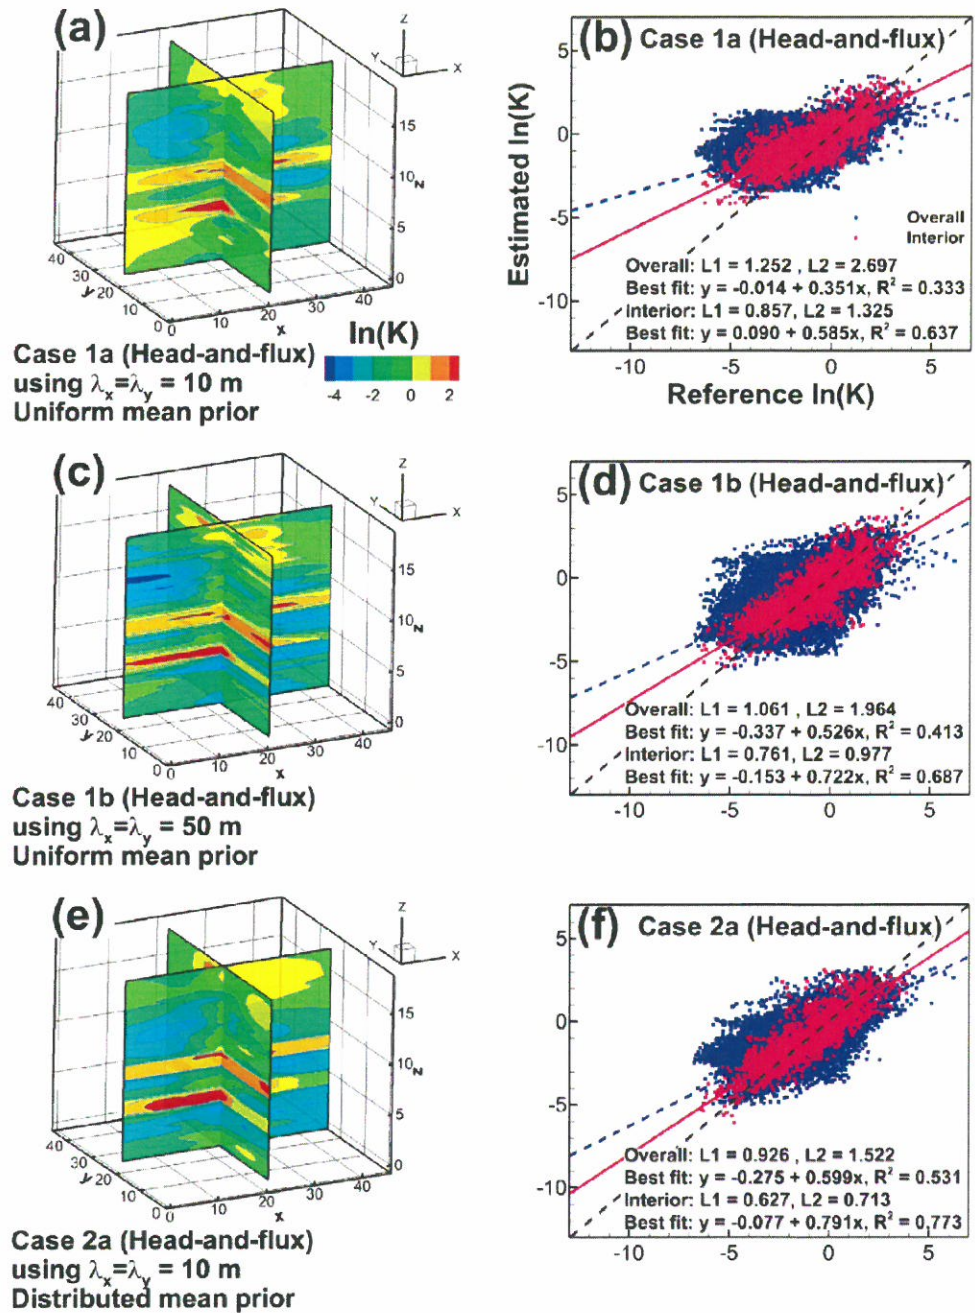 (a)
Z
Y
X
15
10
z
5
0
40
30
20
10
0
y
0
10
20
30
40
x
Case 1a (Head-and-flux)
using λx=λy = 10 m
Uniform mean prior
ln(K)
-4 -2 0 2
(b) Case 1a (Head-and-flux)
5
0
-5
-10
Estimated ln(K)
Overall
Interior
Overall: L1 = 1.252 , L2 = 2.697
Best fit: y = -0.014 + 0.351x, R² = 0.333
Interior: L1 = 0.857, L2 = 1.325
Best fit: y = 0.090 + 0.585x, R² = 0.637
-10 -5 0 5
Reference ln(K)
(c)
Z
Y
X
15
10
z
5
0
40
30
20
10
0
y
0
10
20
30
40
x
Case 1b (Head-and-flux)
using λx=λy = 50 m
Uniform mean prior
(d) Case 1b (Head-and-flux)
5
0
-5
-10
Overall: L1 = 1.061 , L2 = 1.964
Best fit: y = -0.337 + 0.526x, R² = 0.413
Interior: L1 = 0.761, L2 = 0.977
Best fit: y = -0.153 + 0.722x, R² = 0.687
-10 -5 0 5
(e)
Z
Y
X
15
10
z
5
0
40
30
20
10
0
y
0
10
20
30
40
x
Case 2a (Head-and-flux)
using λx=λy = 10 m
Distributed mean prior
(f) Case 2a (Head-and-flux)
5
0
-5
-10
Overall: L1 = 0.926 , L2 = 1.522
Best fit: y = -0.275 + 0.599x, R² = 0.531
Interior: L1 = 0.627, L2 = 0.713
Best fit: y = -0.077 + 0.791x, R² = 0.773
-10 -5 0 5